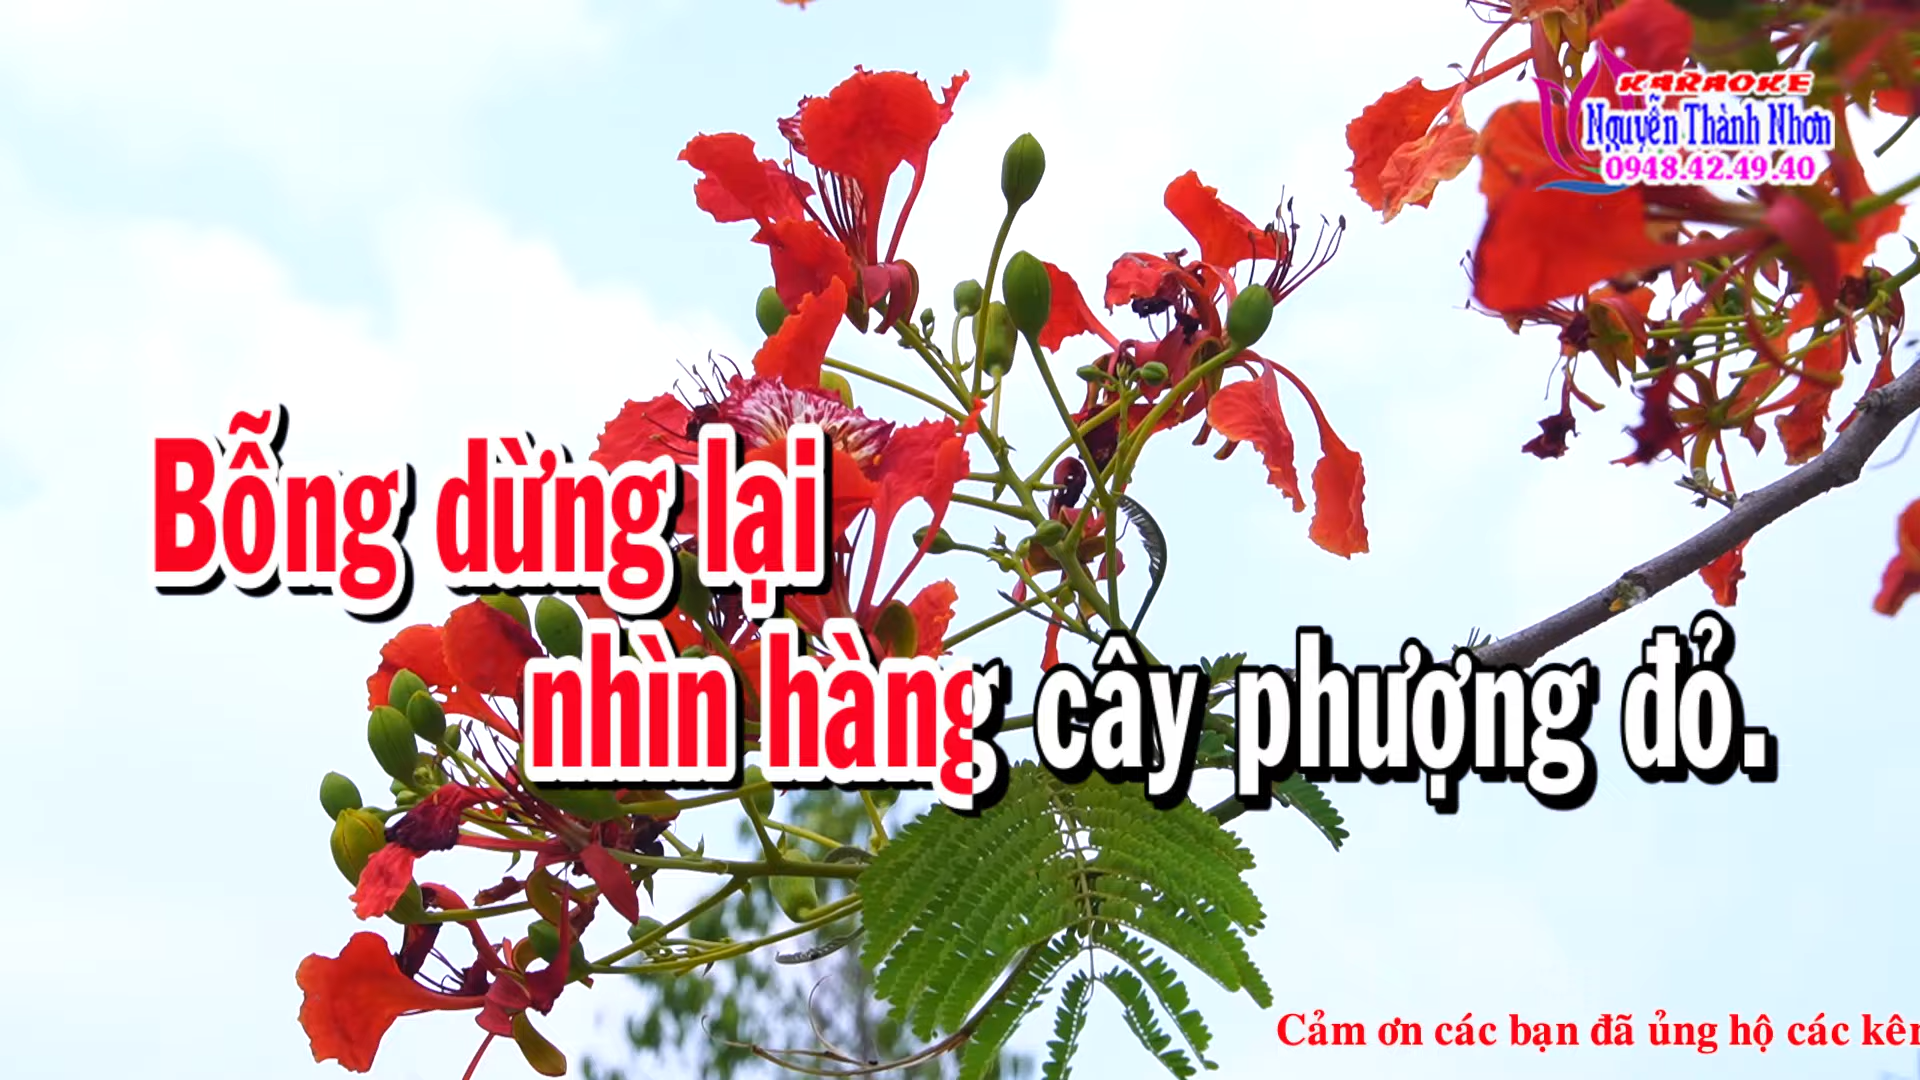 KARAOKE
Nguyễn Thành Nhơn
0948.42.49.40
Bỗng dừng lại
nhìn hàng cây phượng đỏ.
Cảm ơn các bạn đã ủng hộ các